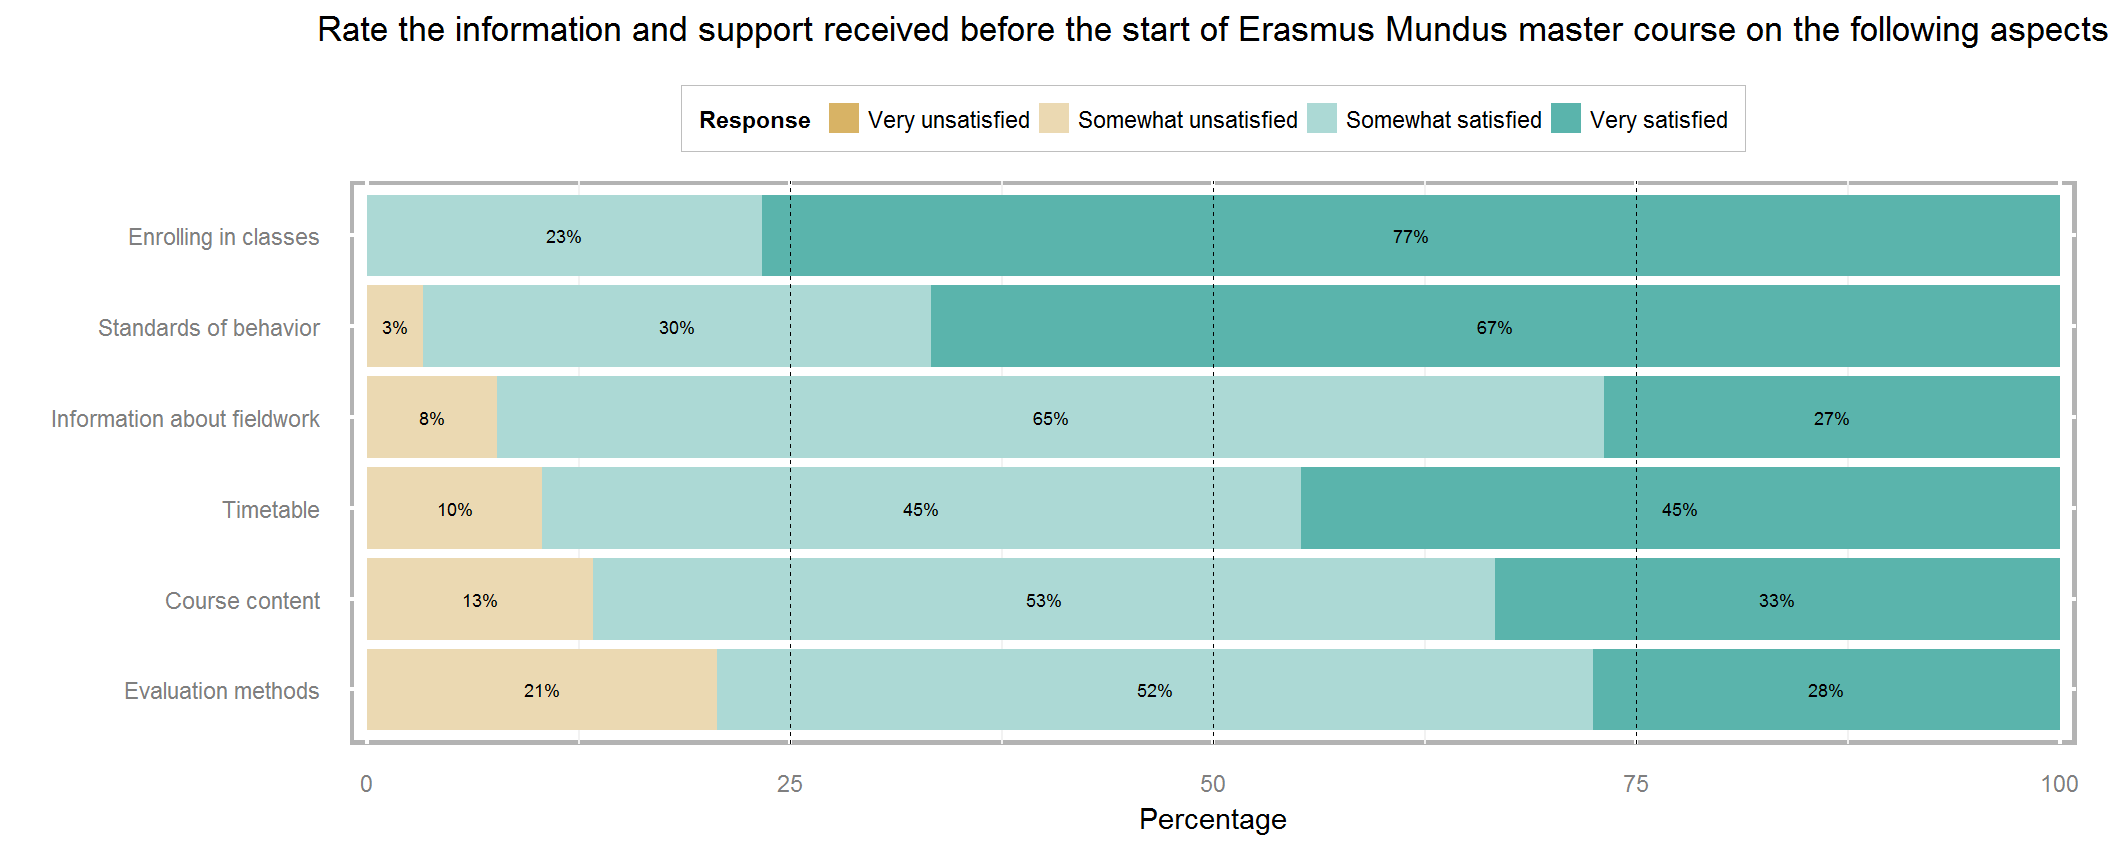 Rate the information and support received before the start of Erasmus Mundus master course on the following aspects
Response Very unsatisfied Somewhat unsatisfied Somewhat satisfied Very satisfied
Enrolling in classes 23% 77%
Standards of behavior 3% 30% 67%
Information about fieldwork 8% 65% 27%
Timetable 10% 45% 45%
Course content 13% 53% 33%
Evaluation methods 21% 52% 28%
0 25 50 75 100
Percentage